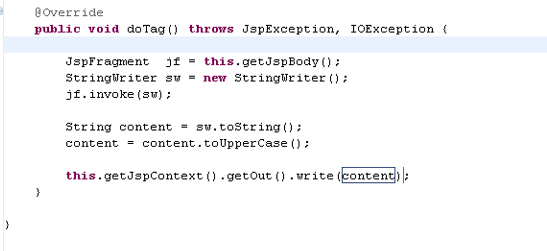 @Override
public void doTag() throws JspException, IOException {
JspFragment  jf = this.getJspBody();
StringWriter sw = new StringWriter();
jf.invoke(sw);
String content = sw.toString();
content = content.toUpperCase();
this.getJspContext().getOut().write(content);
}
}